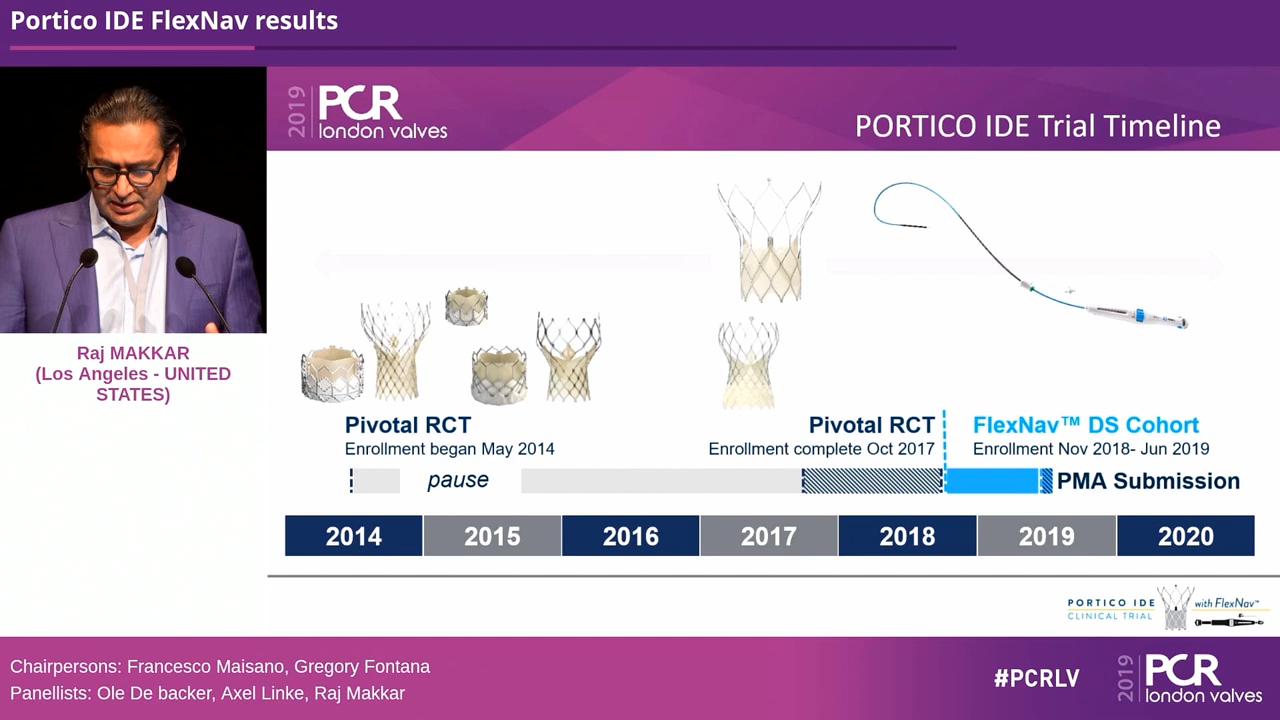 Portico IDE FlexNav results
2019 PCR
london valves
PORTICO IDE Trial Timeline
Raj MAKKAR
(Los Angeles - UNITED
STATES)
Pivotal RCT
Enrollment began May 2014
Pivotal RCT
Enrollment complete Oct 2017
FlexNav™ DS Cohort
Enrollment Nov 2018- Jun 2019
pause
PMA Submission
2014 2015 2016 2017 2018 2019 2020
PORTICO IDE
CLINICAL TRIAL
with FlexNav™
Chairpersons: Francesco Maisano, Gregory Fontana
Panellists: Ole De backer, Axel Linke, Raj Makkar
#PCRLV
2019 PCR
london valves